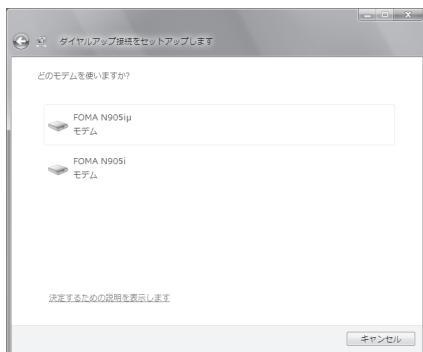 ダイヤルアップ接続をセットアップします
どのモデムを使いますか?
FOMA N905iμ
モデム
FOMA N905i
モデム
決定するための説明を表示します
キャンセル